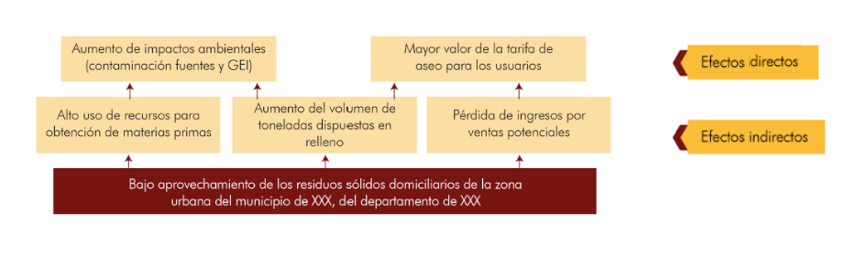 Aumento de impactos ambientales
(contaminación fuentes y GEI)
Mayor valor de la tarifa de
aseo para los usuarios
Efectos directos
Alto uso de recursos para
obtención de materias primas
Aumento del volumen de
toneladas dispuestas en
relleno
Pérdida de ingresos por
ventas potenciales
Efectos indirectos
Bajo aprovechamiento de los residuos sólidos domiciliarios de la zona
urbana del municipio de XXX, del departamento de XXX